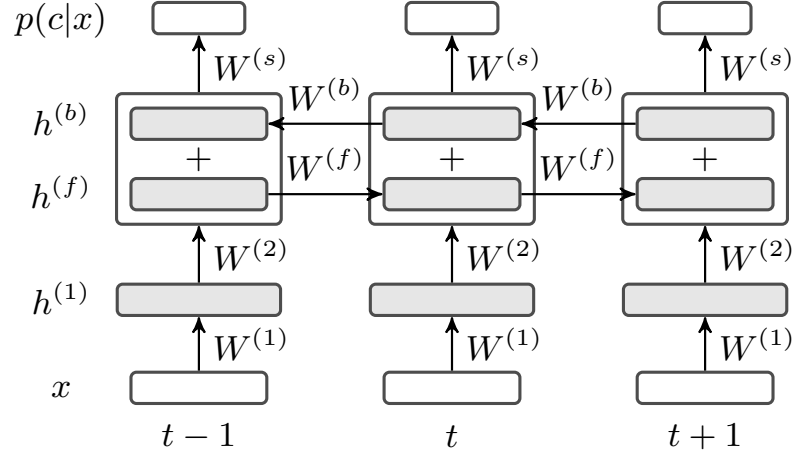 p(c|x)
W^{(s)} W^{(s)} W^{(s)}
W^{(b)} W^{(b)}
h^{(b)}
+ + +
W^{(f)} W^{(f)}
h^{(f)}
W^{(2)} W^{(2)} W^{(2)}
h^{(1)}
W^{(1)} W^{(1)} W^{(1)}
x
t − 1 t t + 1